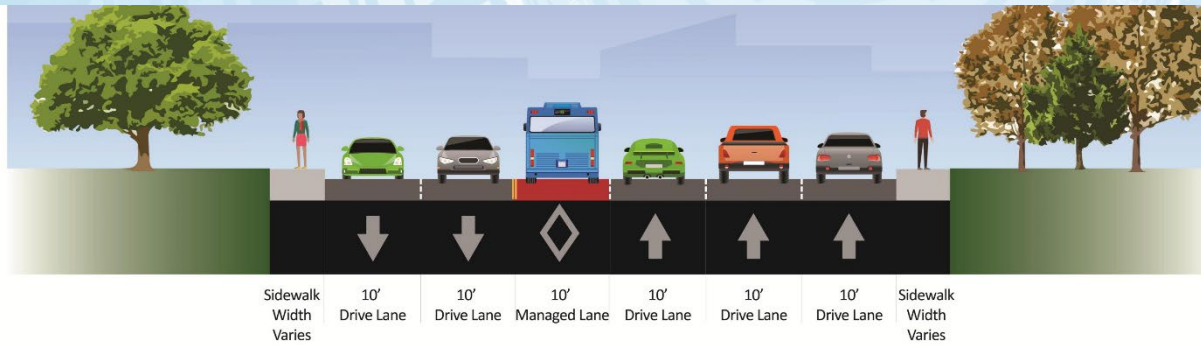 Sidewalk
Width
Varies
10'
Drive Lane
10'
Drive Lane
10'
Managed Lane
10'
Drive Lane
10'
Drive Lane
10'
Drive Lane
Sidewalk
Width
Varies